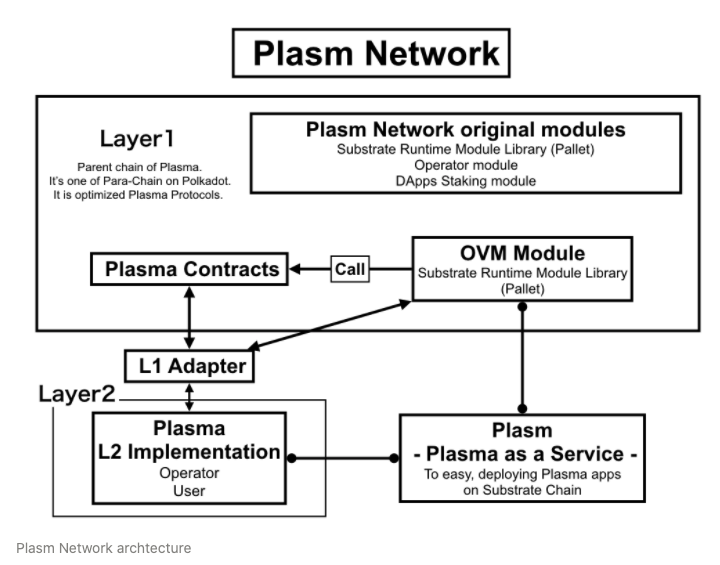 Plasm Network
Layer1
Parent chain of Plasma.
It's one of Para-Chain on Polkadot.
It is optimized Plasma Protocols.
Plasm Network original modules
Substrate Runtime Module Library (Pallet)
Operator module
DApps Staking module
Plasma Contracts
Call
OVM Module
Substrate Runtime Module Library
(Pallet)
L1 Adapter
Layer2
Plasma
L2 Implementation
Operator
User
Plasm
- Plasma as a Service -
To easy, deploying Plasma apps
on Substrate Chain
Plasm Network archtecture